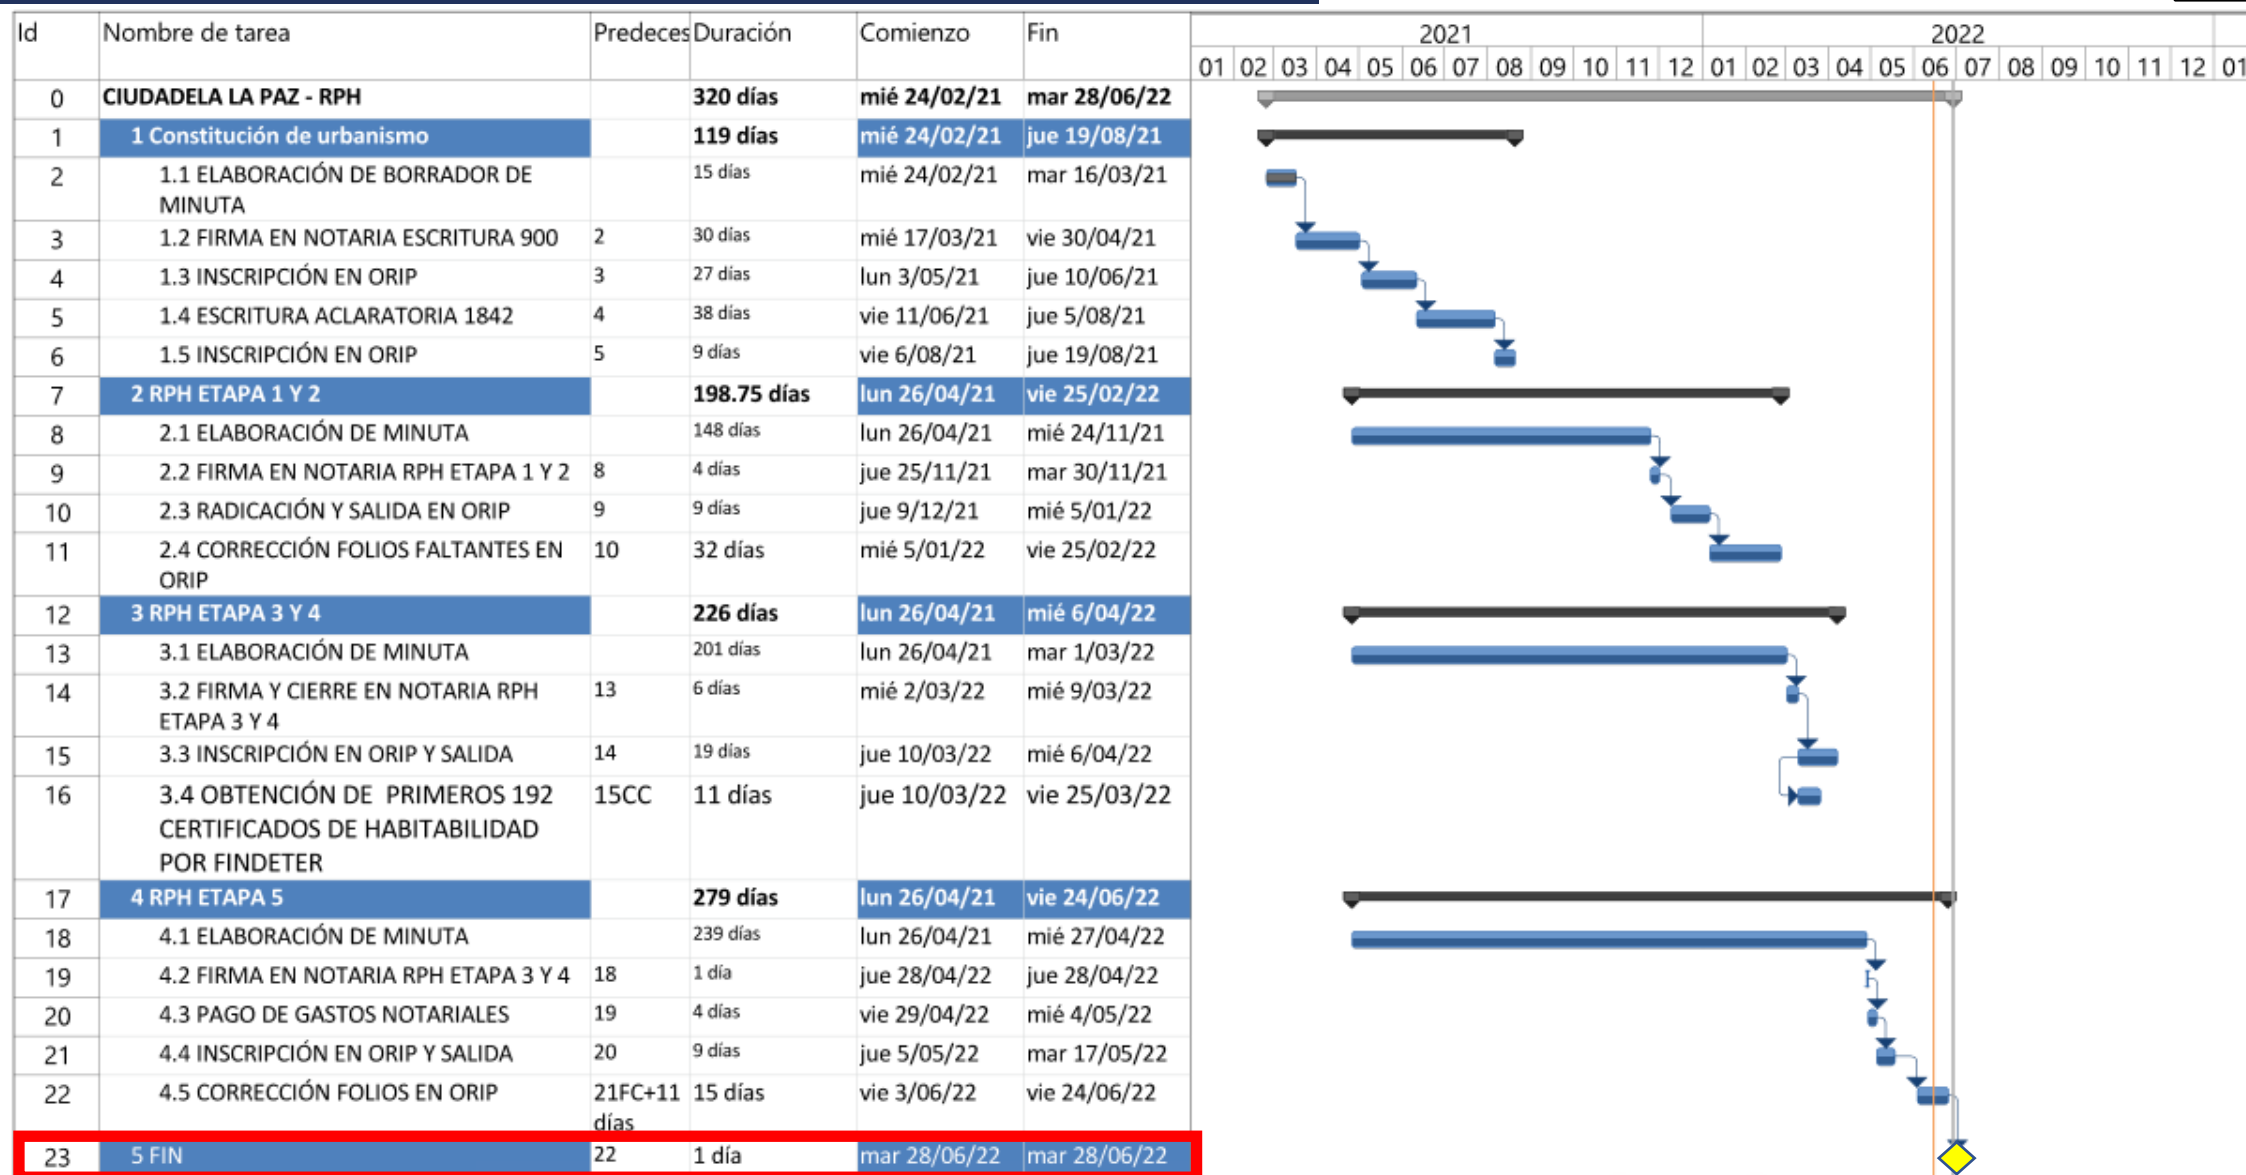 Id Nombre de tarea Predeces Duración Comienzo Fin
2021 2022
01 02 03 04 05 06 07 08 09 10 11 12 01 02 03 04 05 06 07 08 09 10 11 12 01
0 CIUDADELA LA PAZ - RPH 320 días mié 24/02/21 mar 28/06/22
1 1 Constitución de urbanismo 119 días mié 24/02/21 jue 19/08/21
2 1.1 ELABORACIÓN DE BORRADOR DE 15 días mié 24/02/21 mar 16/03/21
MINUTA
3 1.2 FIRMA EN NOTARIA ESCRITURA 900 2 30 días mié 17/03/21 vie 30/04/21
4 1.3 INSCRIPCIÓN EN ORIP 3 27 días lun 3/05/21 jue 10/06/21
5 1.4 ESCRITURA ACLARATORIA 1842 4 38 días vie 11/06/21 jue 5/08/21
6 1.5 INSCRIPCIÓN EN ORIP 5 9 días vie 6/08/21 jue 19/08/21
7 2 RPH ETAPA 1 Y 2 198.75 días lun 26/04/21 vie 25/02/22
8 2.1 ELABORACIÓN DE MINUTA 148 días lun 26/04/21 mié 24/11/21
9 2.2 FIRMA EN NOTARIA RPH ETAPA 1 Y 2 8 4 días jue 25/11/21 mar 30/11/21
10 2.3 RADICACIÓN Y SALIDA EN ORIP 9 9 días jue 9/12/21 mié 5/01/22
11 2.4 CORRECCIÓN FOLIOS FALTANTES EN 10 32 días mié 5/01/22 vie 25/02/22
ORIP
12 3 RPH ETAPA 3 Y 4 226 días lun 26/04/21 mié 6/04/22
13 3.1 ELABORACIÓN DE MINUTA 201 días lun 26/04/21 mar 1/03/22
14 3.2 FIRMA Y CIERRE EN NOTARIA RPH 13 6 días mié 2/03/22 mié 9/03/22
ETAPA 3 Y 4
15 3.3 INSCRIPCIÓN EN ORIP Y SALIDA 14 19 días jue 10/03/22 mié 6/04/22
16 3.4 OBTENCIÓN DE PRIMEROS 192 15CC 11 días jue 10/03/22 vie 25/03/22
CERTIFICADOS DE HABITABILIDAD
POR FINDETER
17 4 RPH ETAPA 5 279 días lun 26/04/21 vie 24/06/22
18 4.1 ELABORACIÓN DE MINUTA 239 días lun 26/04/21 mié 27/04/22
19 4.2 FIRMA EN NOTARIA RPH ETAPA 3 Y 4 18 1 día jue 28/04/22 jue 28/04/22
20 4.3 PAGO DE GASTOS NOTARIALES 19 4 días vie 29/04/22 mié 4/05/22
21 4.4 INSCRIPCIÓN EN ORIP Y SALIDA 20 9 días jue 5/05/22 mar 17/05/22
22 4.5 CORRECCIÓN FOLIOS EN ORIP 21FC+11 15 días vie 3/06/22 vie 24/06/22
días
23 5 FIN 22 1 día mar 28/06/22 mar 28/06/22